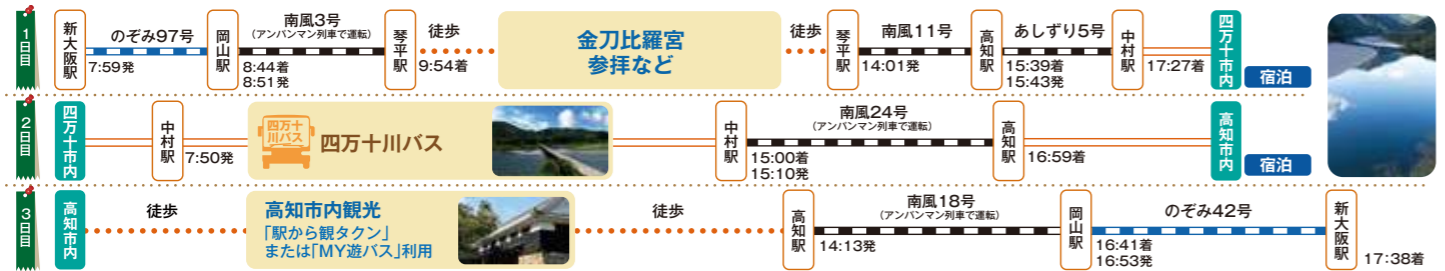 1日目
新大阪駅
のぞみ97号
7:59発
岡山駅
8:44着
8:51発
南風3号
(アンパンマン列車で運転)
琴平駅
9:54着
徒歩
金刀比羅宮
参拝など
徒歩
琴平駅
14:01発
南風11号
高知駅
15:39着
15:43発
あしずり5号
中村駅
17:27着
四万十市内
宿泊
2日目
四万十市内
中村駅
7:50発
四万十
川バス
四万十川バス
中村駅
15:00着
15:10発
南風24号
(アンパンマン列車で運転)
高知駅
16:59着
高知市内
宿泊
3日目
高知市内
徒歩
高知市内観光
「駅から観タクン」
または「MY遊バス」利用
徒歩
高知駅
14:13発
南風18号
(アンパンマン列車で運転)
岡山駅
16:41着
16:53発
のぞみ42号
新大阪駅
17:38着